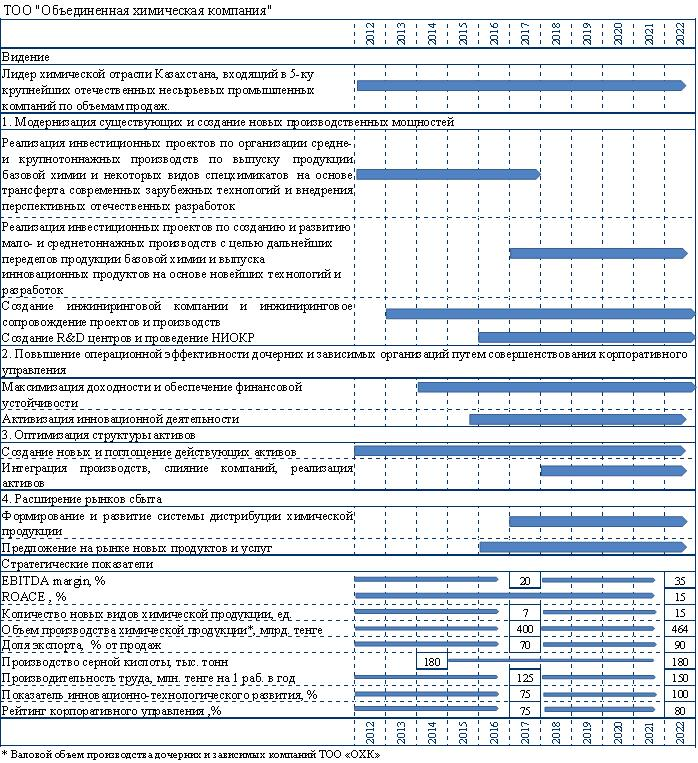 ТОО "Объединенная химическая компания"
2012 2013 2014 2015 2016 2017 2018 2019 2020 2021 2022
Видение
Лидер химической отрасли Казахстана, входящий в 5-ку
крупнейших отечественных несырьевых промышленных
компаний по объемам продаж.
1. Модернизация существующих и создание новых производственных мощностей
Реализация инвестиционных проектов по организации средне-
и крупнотоннажных производств по выпуску продукции
базовой химии и некоторых видов спецхимикатов на основе
трансферта современных зарубежных технологий и внедрения
перспективных отечественных разработок
Реализация инвестиционных проектов по созданию и развитию
мало- и среднетоннажных производств с целью дальнейших
переделов продукции базовой химии и выпуска
инновационных продуктов на основе новейших технологий и
разработок
Создание инжиниринговой компании и инжиниринговое
сопровождение проектов и производств
Создание R&D центров и проведение НИОКР
2. Повышение операционной эффективности дочерних и зависимых организаций путем совершенствования корпоративного
управления
Максимизация доходности и обеспечение финансовой
устойчивости
Активизация инновационной деятельности
3. Оптимизация структуры активов
Создание новых и поглощение действующих активов
Интеграция производств, слияние компаний, реализация
активов
4. Расширение рынков сбыта
Формирование и развитие системы дистрибуции химической
продукции
Предложение на рынке новых продуктов и услуг
Стратегические показатели
EBITDA margin, % 20 35
ROACE , % 15
Количество новых видов химической продукции, ед. 7 15
Объем производства химической продукции*, млрд. тенге 400 464
Доля экспорта, % от продаж 70 90
Производство серной кислоты, тыс. тонн 180 180
Производительность труда, млн. тенге на 1 раб. в год 125 150
Показатель инновационно-технологического развития, % 75 100
Рейтинг корпоративного управления ,% 75 80
2012 2013 2014 2015 2016 2017 2018 2019 2020 2021 2022
* Валовой объем производства дочерних и зависимых компаний ТОО «ОХК»